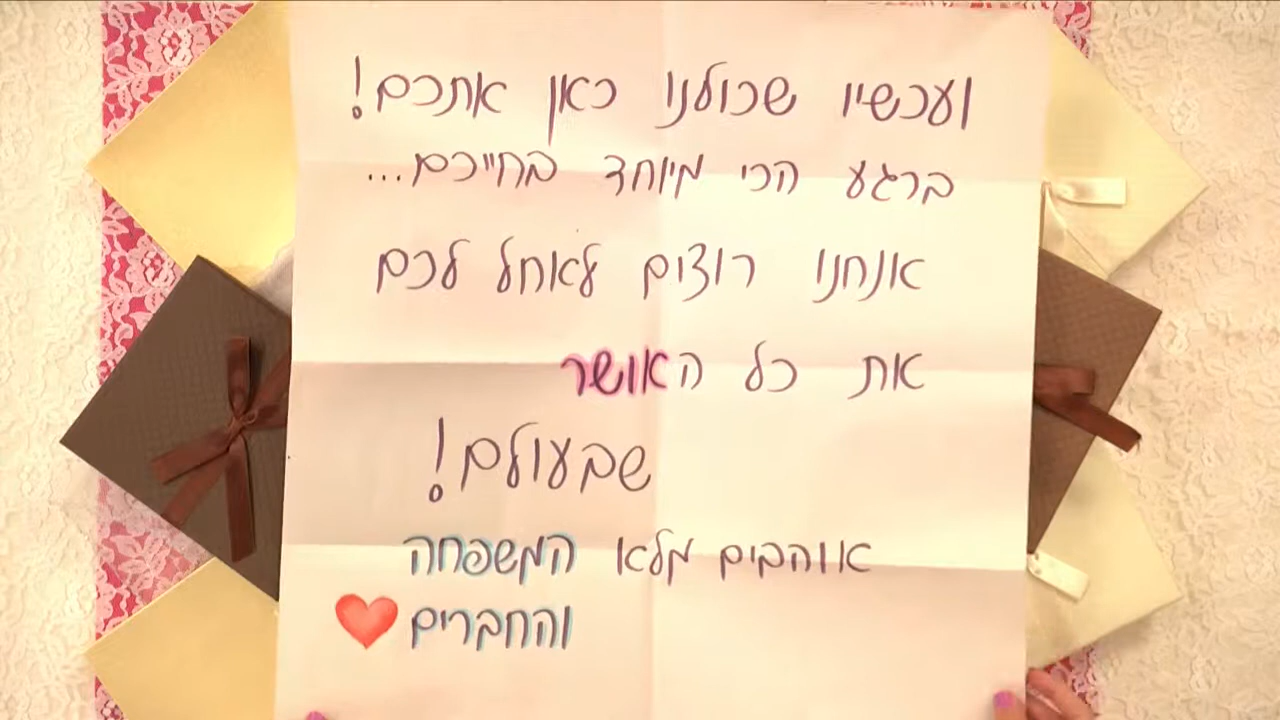 ועכשיו שכולנו כאן אתכם!
ברגע הכי מיוחד בחייכם...
אנחנו רוצים לאחל לכם
את כל האושר
שבעולם!
אוהבים מלא המשפחה
והחברים